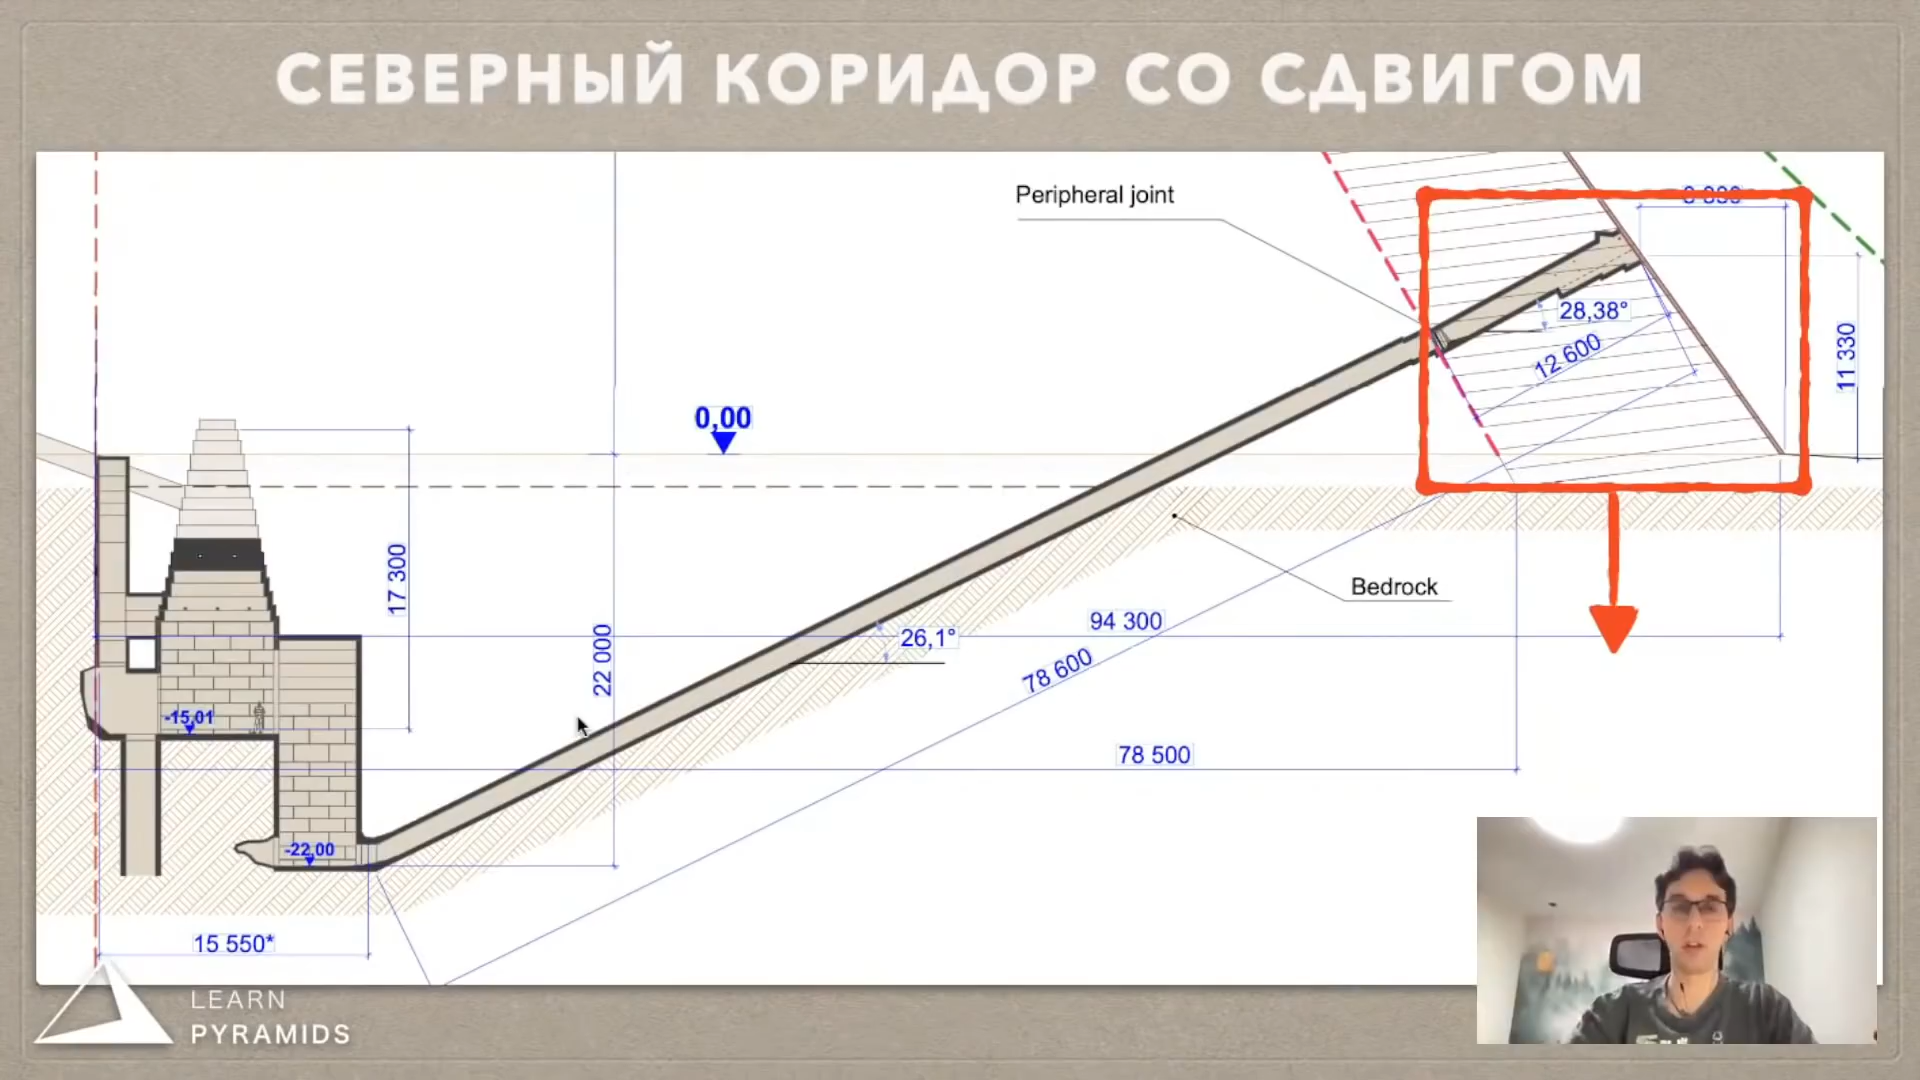 СЕВЕРНЫЙ КОРИДОР СО СДВИГОМ
Peripheral joint
28,38°
12 600
11 330
0,00
17 300
22 000
26,1°
94 300
78 600
Bedrock
-15,01
78 500
-22,00
15 550*
LEARN
PYRAMIDS